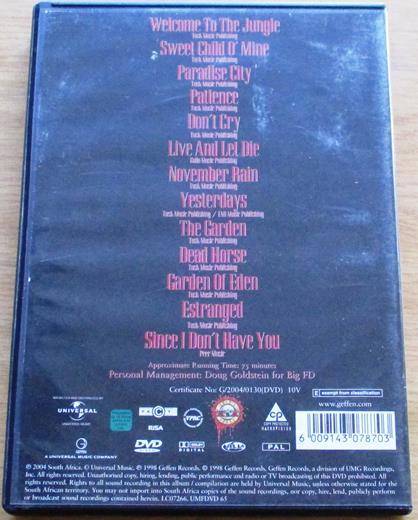 Welcome To The Jungle
Tusk Music Publishing
Sweet Child O' Mine
Tusk Music Publishing
Paradise City
Tusk Music Publishing
Patience
Tusk Music Publishing
Don't Cry
Tusk Music Publishing
Live And Let Die
Gallo Music Publishing
November Rain
Tusk Music Publishing
Yesterdays
Tusk Music Publishing / EMI Music Publishing
The Garden
Tusk Music Publishing
Dead Horse
Tusk Music Publishing
Garden Of Eden
Tusk Music Publishing
Estranged
Tusk Music Publishing
Since I Don't Have You
Peer Music
Approximate Running Time: 75 minutes
Personal Management: Doug Goldstein for Big FD
Certificate No: G/2004/0130(DVD) 10V
E exempt from classification
www.geffen.com
UNIVERSAL
RISA
COPY PROTECTED
GEFFEN
A UNIVERSAL MUSIC COMPANY
DVD
DOLBY DIGITAL
PAL
6 009143 078703
℗ 2004 South Africa. © Universal Music, ℗ 1998 Geffen Records. © 1998 Geffen Records, a division of UMG Recordings,
Inc. All rights reserved. Unauthorised copy, hiring, lending, public performance and radio or TV broadcasting of this DVD prohibited. All
rights reserved. Rights to all sound recording in this album / compilation are held by Universal Music, unless otherwise stated for the
South African territory. You may not import into South Africa copies of the sound recordings, nor copy, hire, lend, publicly perform
or broadcast sound recordings contained herein. LC07266, UMFDVD 65